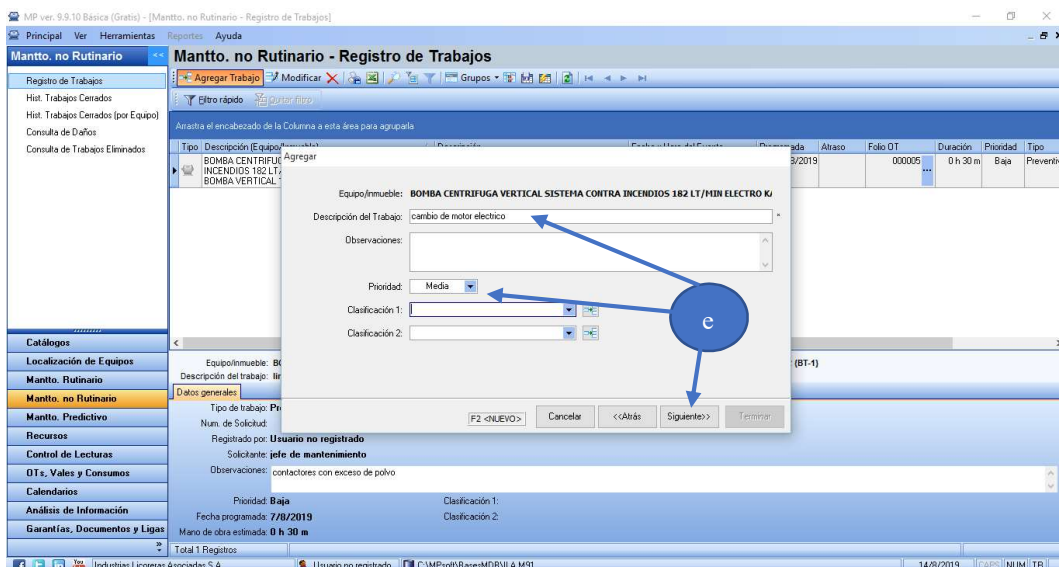 MP ver. 9.9.10 Básica (Gratis) - [Mantto. no Rutinario - Registro de Trabajos]
Principal Ver Herramientas Reportes Ayuda
Mantto. no Rutinario <<
Mantto. no Rutinario - Registro de Trabajos
Registro de Trabajos
Hist. Trabajos Cerrados
Hist. Trabajos Cerrados (por Equipo)
Consulta de Daños
Consulta de Trabajos Eliminados
Agregar Trabajo Modificar Grupos
Filtro rápido Quitar filtro
Arrastra el encabezado de la Columna a esta área para agruparla
Tipo Descripción (Equipo/Inmueble) Descripción Fecha y Hora del Evento Programada Atraso Folio OT Duración Prioridad Tipo
BOMBA CENTRIFU 8/2019 000005 ... 0 h 30 m Baja Preventiv
INCENDIOS 182 LT/
BOMBA VERTICAL
Agregar
Equipo/inmueble: BOMBA CENTRIFUGA VERTICAL SISTEMA CONTRA INCENDIOS 182 LT/MIN ELECTRO K
Descripción del Trabajo: cambio de motor electrico *
Observaciones:
Prioridad: Media
Clasificación 1:
Clasificación 2:
e
F2 <NUEVO> Cancelar <<Atrás Siguiente>> Terminar
Catálogos
Localización de Equipos
Mantto. Rutinario
Mantto. no Rutinario
Mantto. Predictivo
Recursos
Control de Lecturas
OTs, Vales y Consumos
Calendarios
Análisis de Información
Garantías, Documentos y Ligas
Equipo/inmueble: B (BT-1)
Descripción del trabajo: lir
Datos generales
Tipo de trabajo: Pr
Num. de Solicitud:
Registrado por: Usuario no registrado
Solicitante: jefe de mantenimiento
Observaciones: contactores con exceso de polvo
Prioridad: Baja Clasificación 1:
Fecha programada: 7/8/2019 Clasificación 2:
Mano de obra estimada: 0 h 30 m
Total 1 Registros
Industrias Licoreras Asociadas S.A. Usuario no registrado C:\MPsoft\BasesMDB\ILA.M91 14/8/2019 CAPS NUM TB